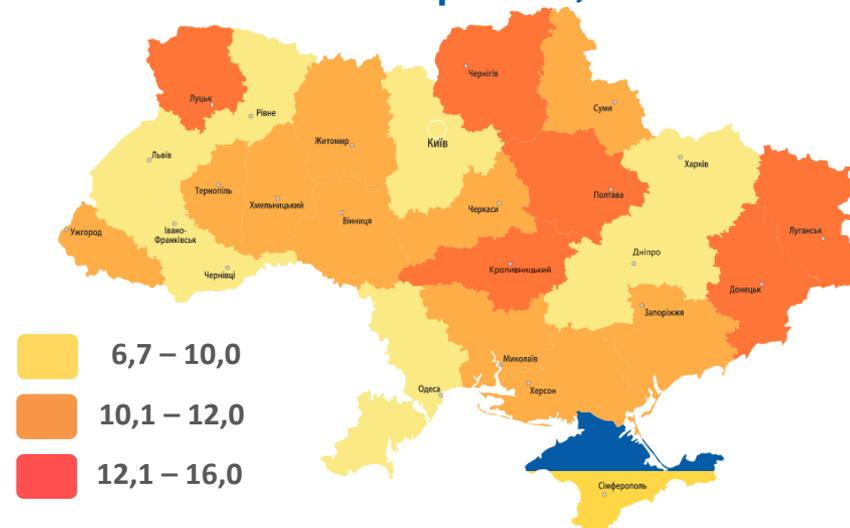 Чернігів
Луцьк
Суми
Рівне
Житомир
Київ
Львів
Харків
Тернопіль
Полтава
Хмельницький
Черкаси
Вінниця
Ужгород
Івано-
Франківськ
Луганськ
Дніпро
Чернівці
Кропивницький
Донецьк
Запоріжжя
6,7 – 10,0
Миколаїв
Одеса
Херсон
10,1 – 12,0
12,1 – 16,0
Сімферополь